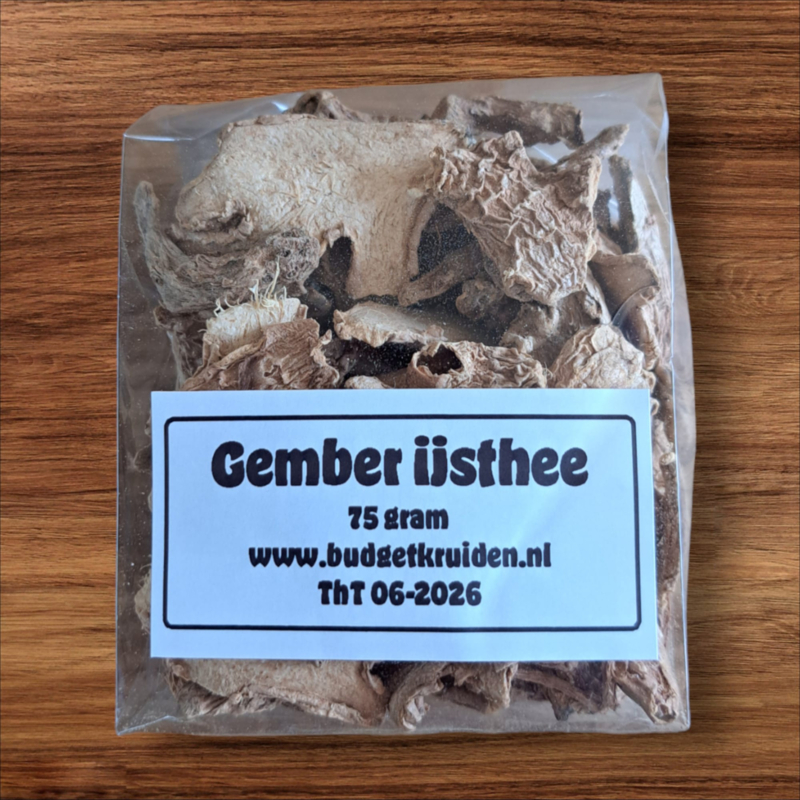 Gember ijsthee
75 gram
www.budgetkruiden.nl
ThT 06-2026